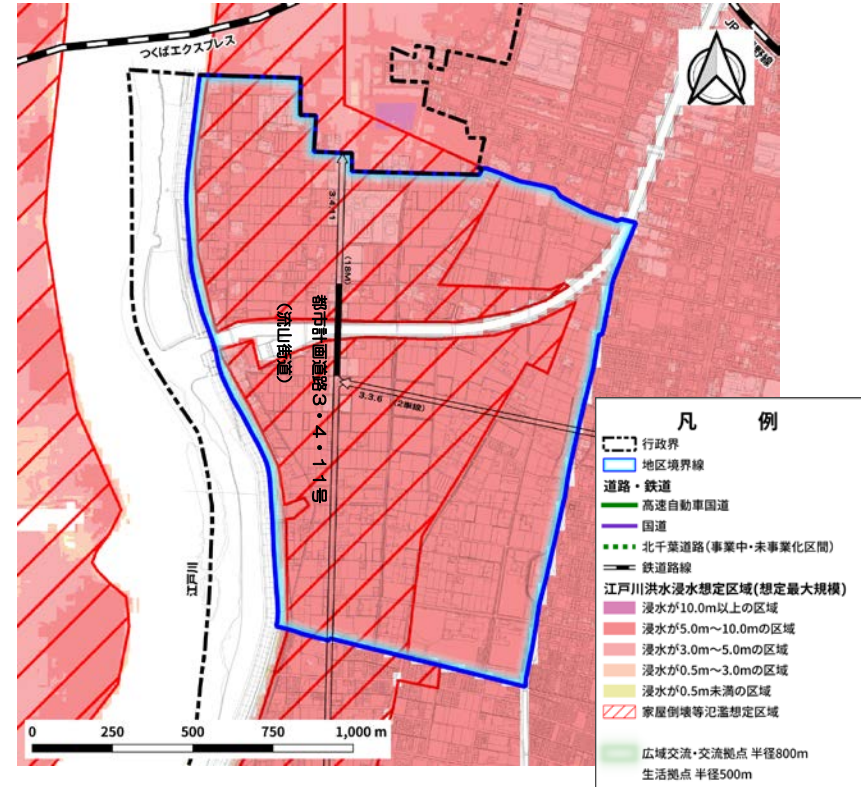 つくばエクスプレス
3.4.11
(18M)
都市計画道路3・4・11号
(流山街道)
3.3.6 (2車線)
江戸川
0 250 500 750 1,000 m
凡 例
行政界
地区境界線
道路・鉄道
高速自動車国道
国道
北千葉道路(事業中・未事業化区間)
鉄道路線
江戸川洪水浸水想定区域(想定最大規模)
浸水が10.0m以上の区域
浸水が5.0m～10.0mの区域
浸水が3.0m～5.0mの区域
浸水が0.5m～3.0mの区域
浸水が0.5m未満の区域
家屋倒壊等氾濫想定区域
広域交流・交流拠点 半径800m
生活拠点 半径500m